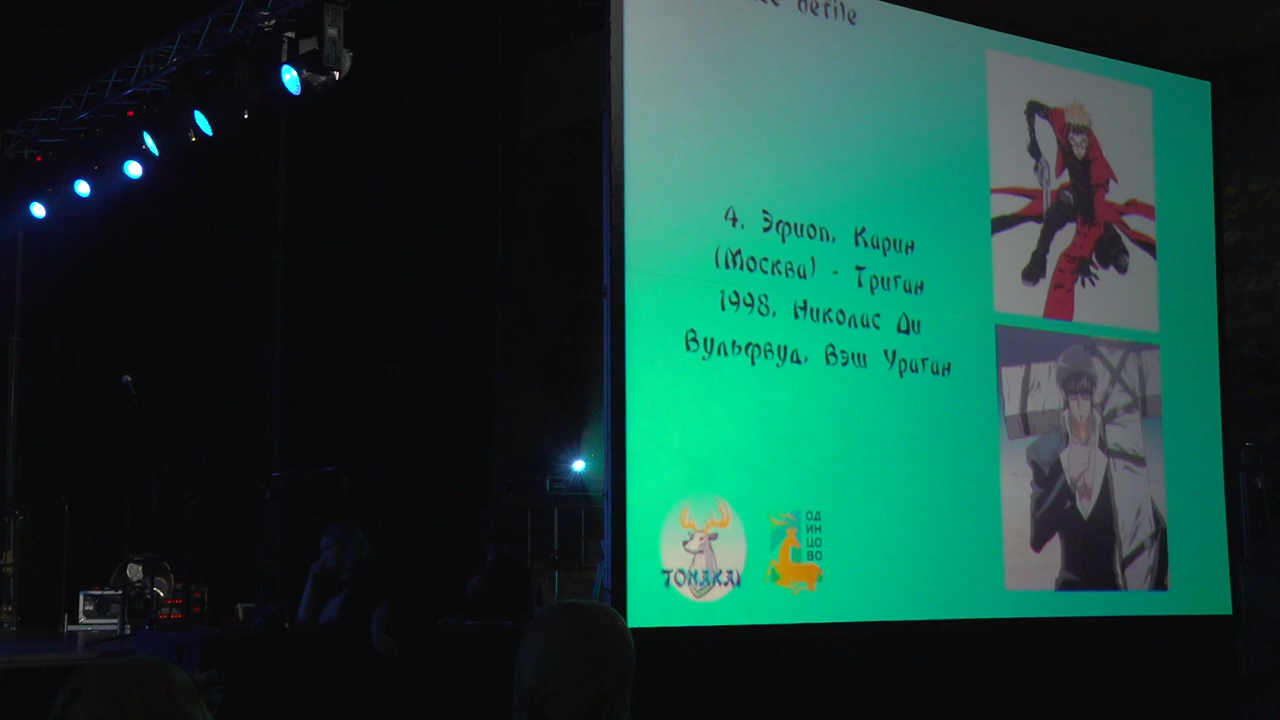 defile
4. Эфиоп, Карин
(Москва) - Триган
1998, Николас Ди
Вульфвуд, Вэш Ураган
TONAKAI
ОД
ИН
ЦО
ВО